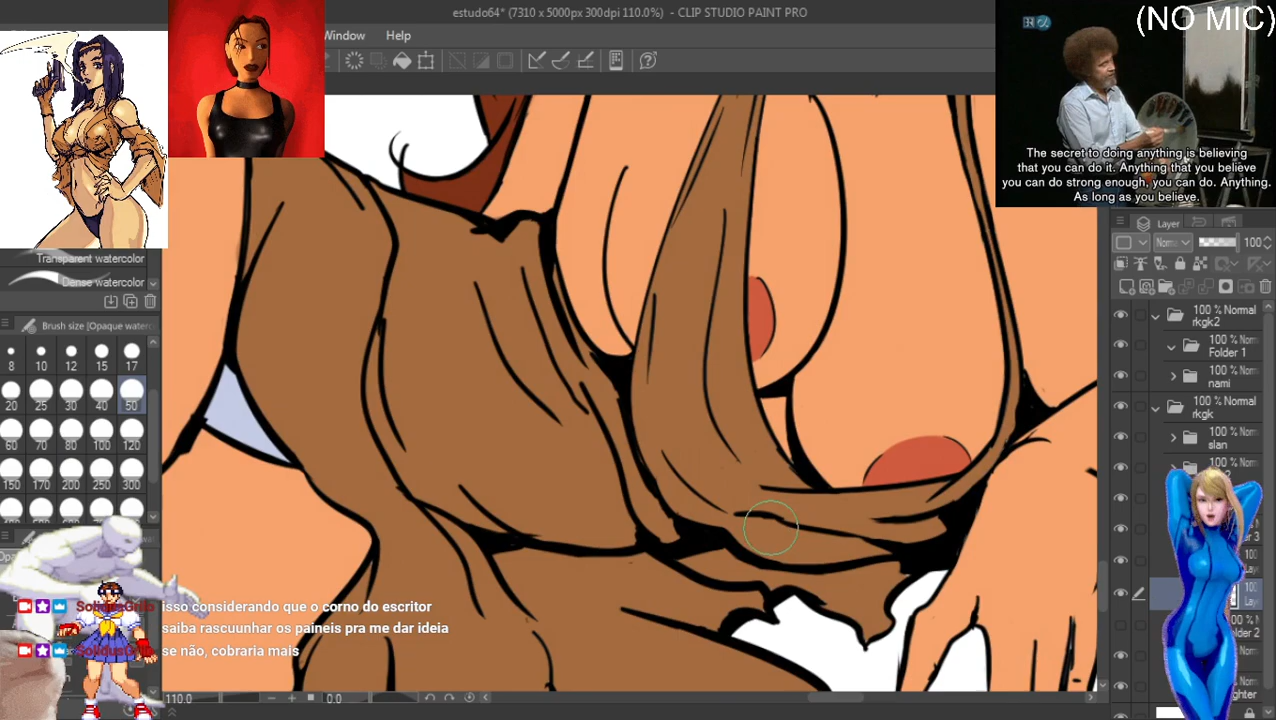 estudo64* (7310 x 5000px 300dpi 110.0%) - CLIP STUDIO PAINT PRO
(NO MIC)
Window Help
The secret to doing anything is believing
that you can do it. Anything that you believe
you can do strong enough, you can do. Anything.
As long as you believe.
Layer
100
Transparent watercolor
Dense watercolor
Brush size [Opaque waterc
8 10 12 15 17
20 25 30 40 50
60 70 80 100 120
150 170 200 250 300
100 % Normal
rkgk2
100 % Normal
Folder 1
100 % Norm
nami
100 % Normal
rkgk
100 % Norm
slan
isso considerando que o corno do escritor
saiba rascuunhar os paineis pra me dar ideia
se não, cobraria mais
110.0
0.0